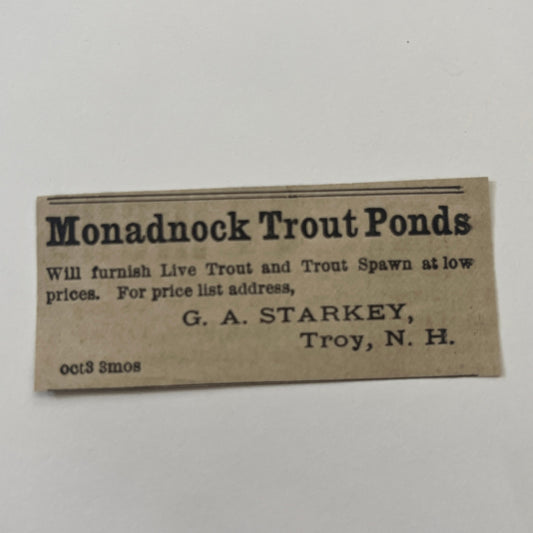 Monadnock Trout Ponds
Will furnish Live Trout and Trout Spawn at low
prices. For price list address,
G. A. STARKEY,
Troy, N. H.
oct3 3mos